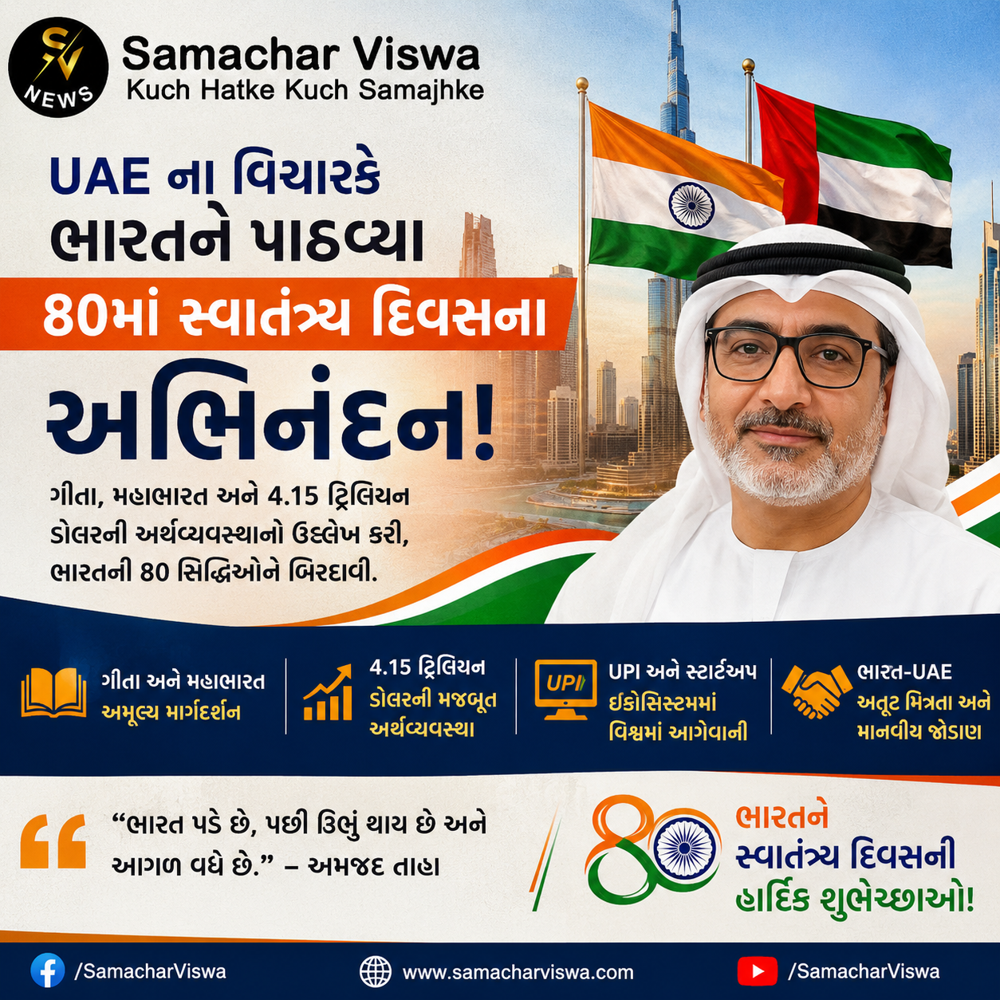 SV
NEWS
Samachar Viswa
Kuch Hatke Kuch Samajhke
UAE ના વિચારકે
ભારતને પાઠવ્યા
80માં સ્વાતંત્ર્ય દિવસના
અભિનંદન!
ગીતા, મહાભારત અને 4.15 ટ્રિલિયન
ડોલરની અર્થવ્યવસ્થાનો ઉલ્લેખ કરી,
ભારતની 80 સિદ્ધિઓને બિરદાવી.
ગીતા અને મહાભારત
અમૂલ્ય માર્ગદર્શન
4.15 ટ્રિલિયન
ડોલરની મજબૂત
અર્થવ્યવસ્થા
UPI
UPI અને સ્ટાર્ટઅપ
ઈકોસિસ્ટમમાં
વિશ્વમાં આગેવાની
ભારત-UAE
અતૂટ મિત્રતા અને
માનવીય જોડાણ
“ભારત પડે છે, પછી ઉભું થાય છે અને
આગળ વધે છે.” – અમજદ તાહા
80
ભારતને
સ્વાતંત્ર્ય દિવસની
હાર્દિક શુભેચ્છાઓ!
/SamacharViswa
www.samacharviswa.com
/SamacharViswa